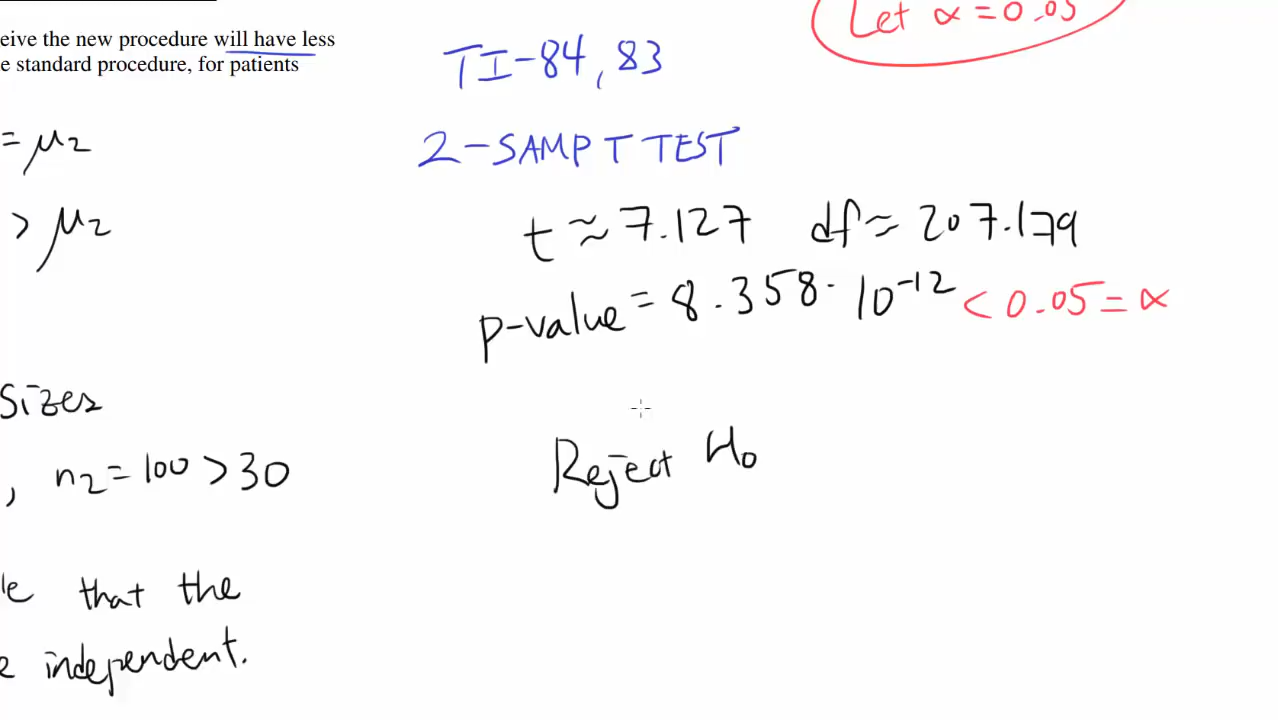 Let α = 0.05
eive the new procedure will have less
e standard procedure, for patients
TI-84, 83
= μ2
2-SAMP T TEST
> μ2
t ≈ 7.127 df ≈ 207.179
p-value = 8.358 · 10^-12 < 0.05 = α
Sizes
Reject H0
, n2 = 100 > 30
le that the
e independent.